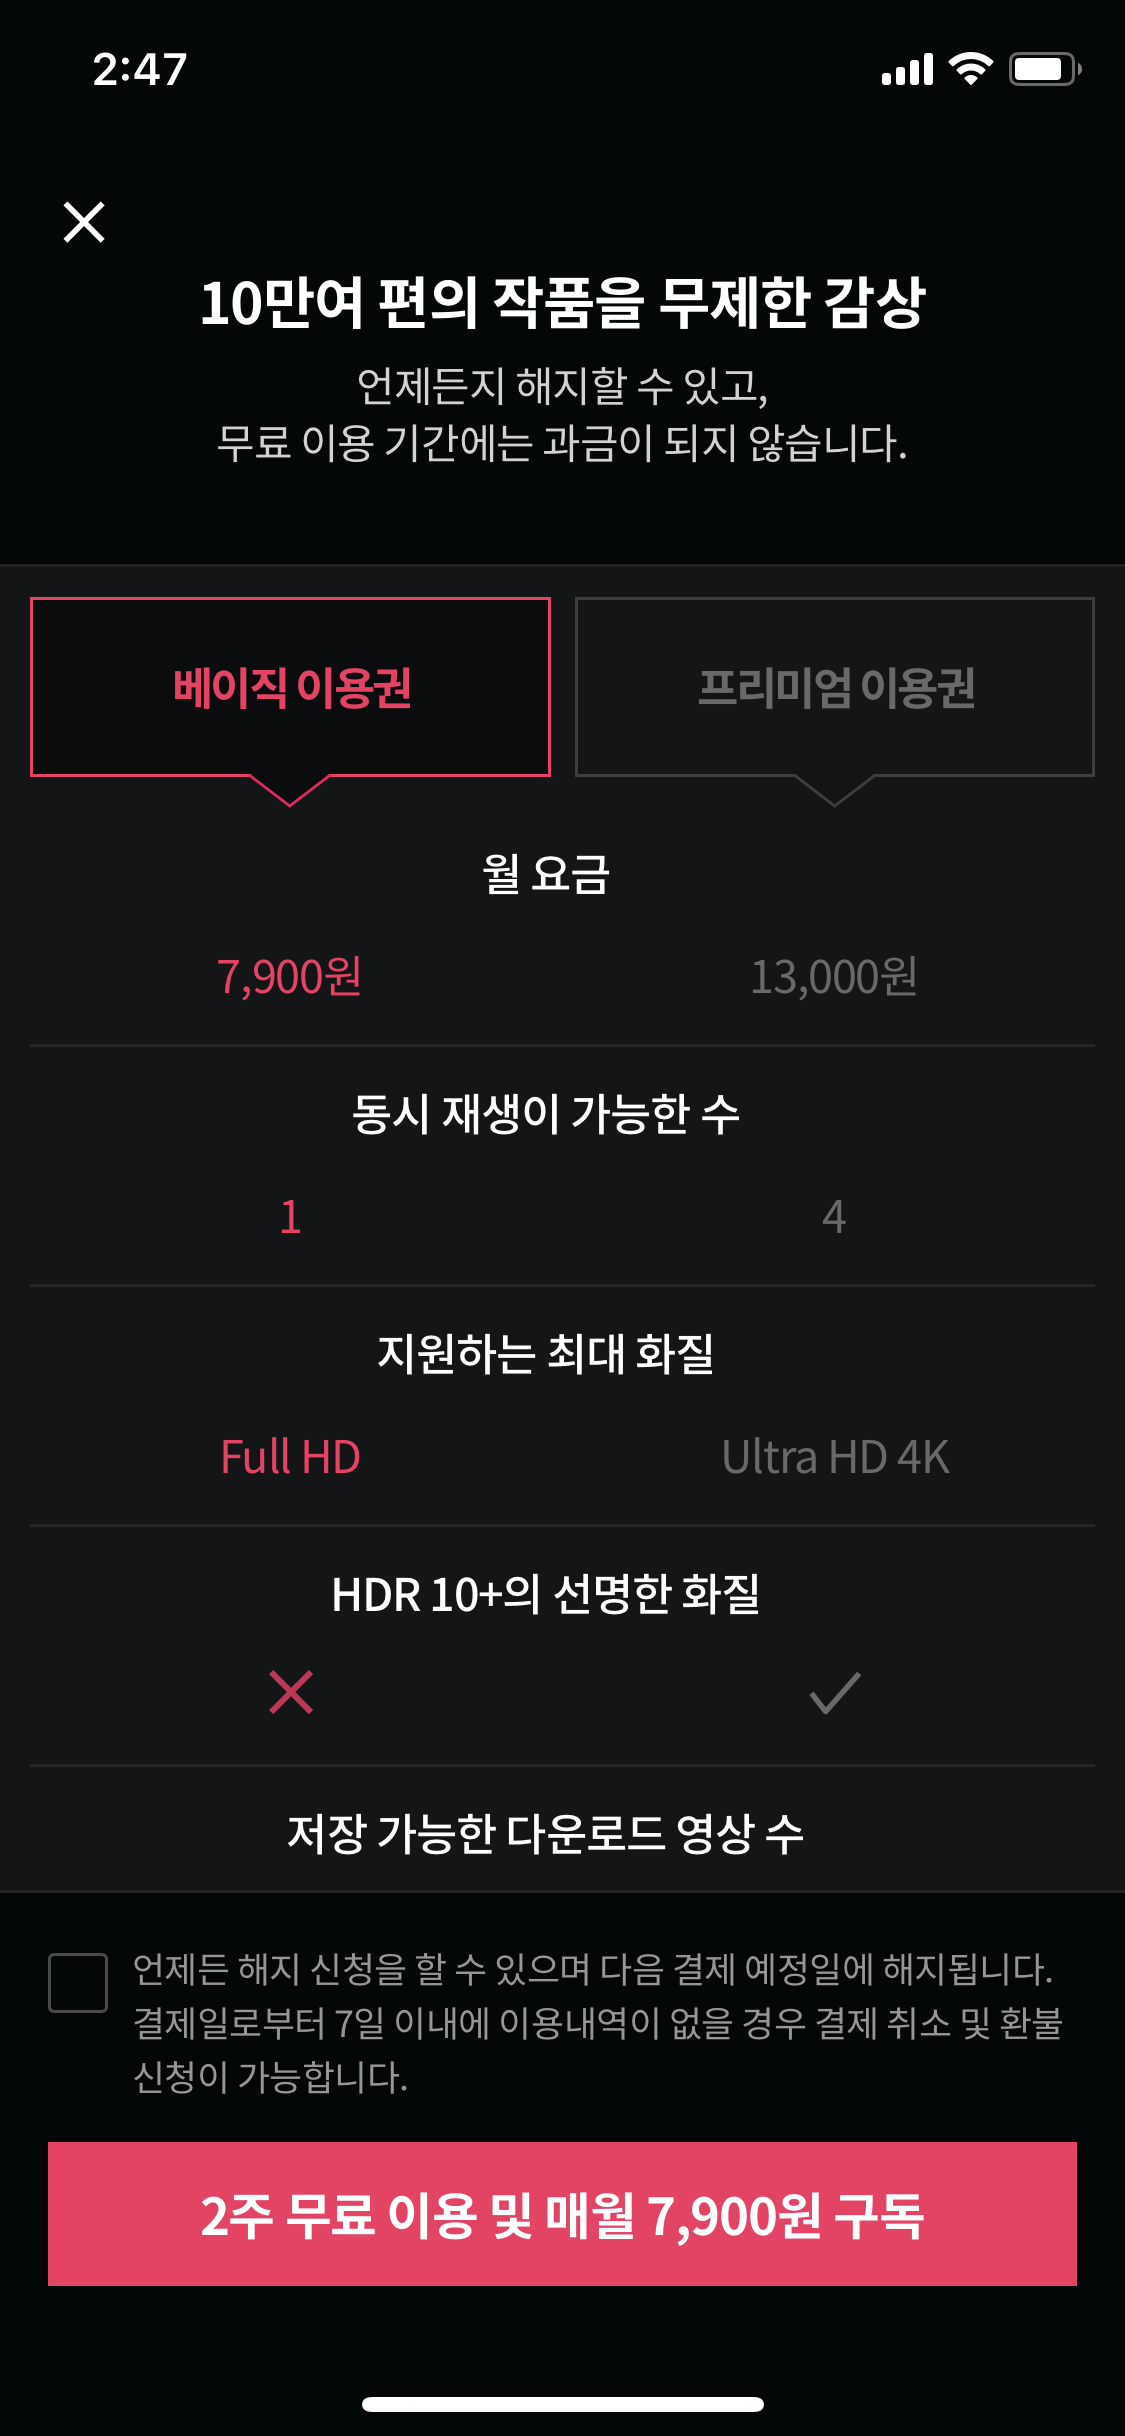 2:47
10만여 편의 작품을 무제한 감상
언제든지 해지할 수 있고,
무료 이용 기간에는 과금이 되지 않습니다.
베이직 이용권
프리미엄 이용권
월 요금
7,900원
13,000원
동시 재생이 가능한 수
1
4
지원하는 최대 화질
Full HD
Ultra HD 4K
HDR 10+의 선명한 화질
저장 가능한 다운로드 영상 수
언제든 해지 신청을 할 수 있으며 다음 결제 예정일에 해지됩니다.
결제일로부터 7일 이내에 이용내역이 없을 경우 결제 취소 및 환불
신청이 가능합니다.
2주 무료 이용 및 매월 7,900원 구독